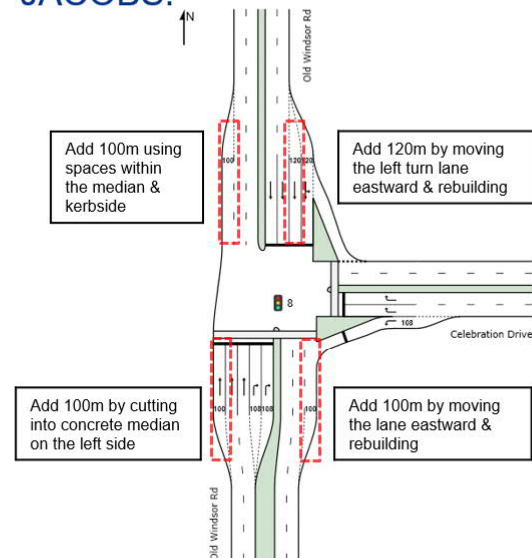 JACOBS.
N
Old Windsor Rd
Add 100m using
spaces within
the median &
kerbside
100
120
120
Add 120m by moving
the left turn lane
eastward & rebuilding
8
108
Celebration Drive
Add 100m by cutting
into concrete median
on the left side
100
108
108
100
Add 100m by moving
the lane eastward &
rebuilding
Old Windsor Rd